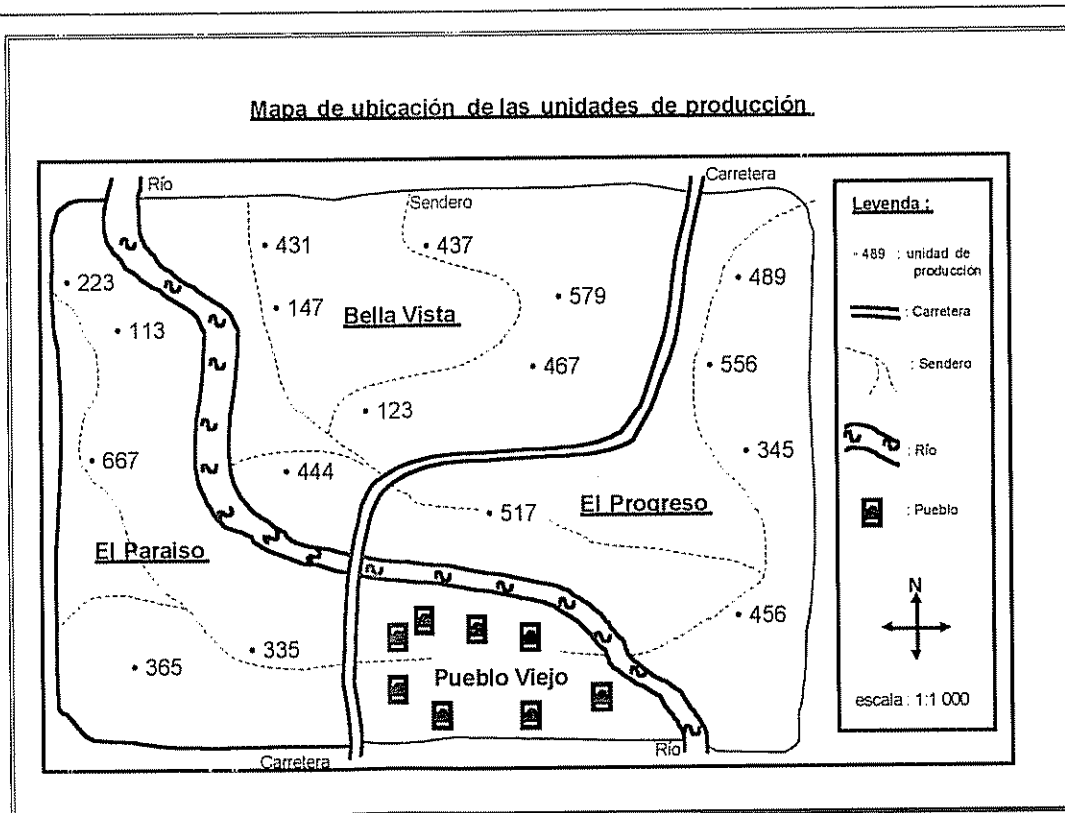 Mapa de ubicación de las unidades de producción
Río
Carretera
Sendero
431
437
223
489
579
147
113
Bella Vista
556
467
123
345
667
444
517
El Progreso
El Paraiso
456
335
365
Pueblo Viejo
Río
Carretera
Leyenda :
489 : unidad de
producción
: Carretera
: Sendero
: Río
: Pueblo
N
escala : 1:1 000